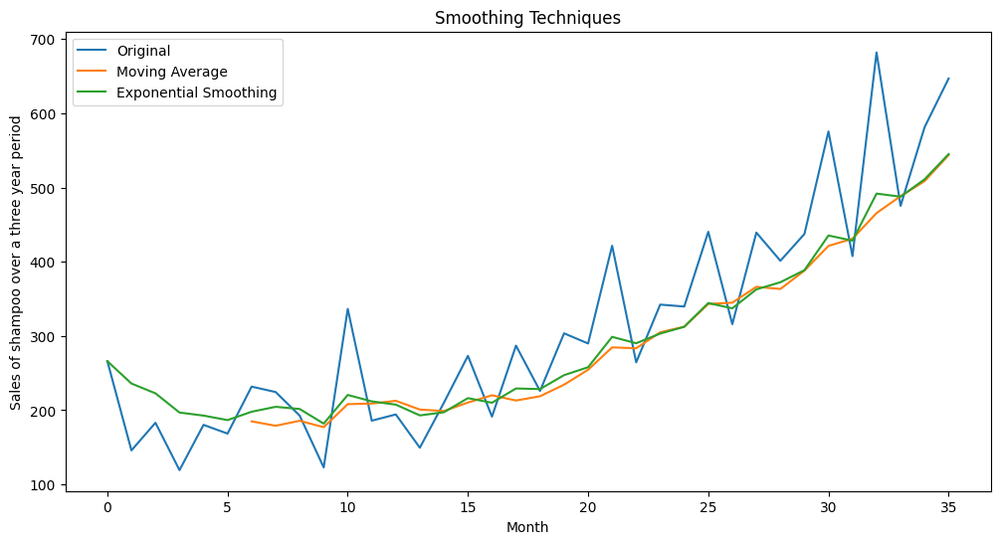 Smoothing Techniques
Original
Moving Average
Exponential Smoothing
Sales of shampoo over a three year period
700
600
500
400
300
200
100
0 5 10 15 20 25 30 35
Month